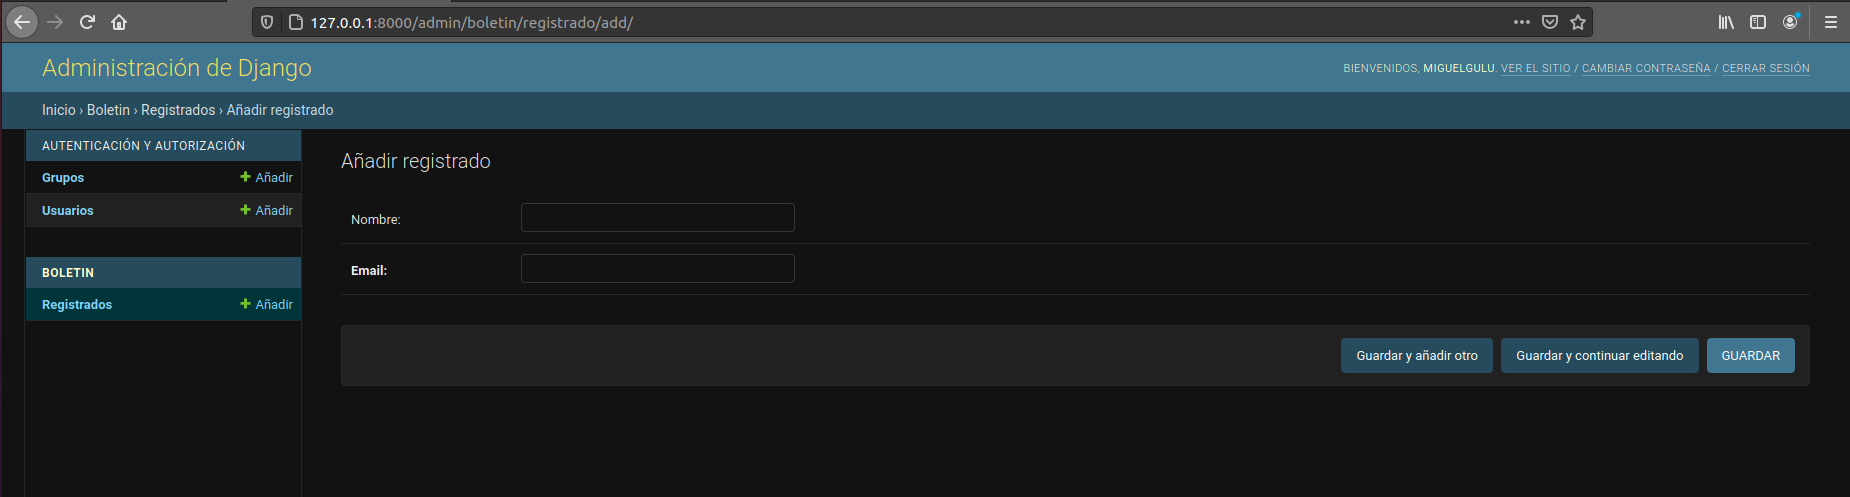 127.0.0.1:8000/admin/boletin/registrado/add/
Administración de Django
BIENVENIDOS, MIGUELGULU. VER EL SITIO / CAMBIAR CONTRASEÑA / CERRAR SESIÓN
Inicio › Boletin › Registrados › Añadir registrado
AUTENTICACIÓN Y AUTORIZACIÓN
Grupos
Añadir
Usuarios
Añadir
BOLETIN
Registrados
Añadir
Añadir registrado
Nombre:
Email:
Guardar y añadir otro
Guardar y continuar editando
GUARDAR